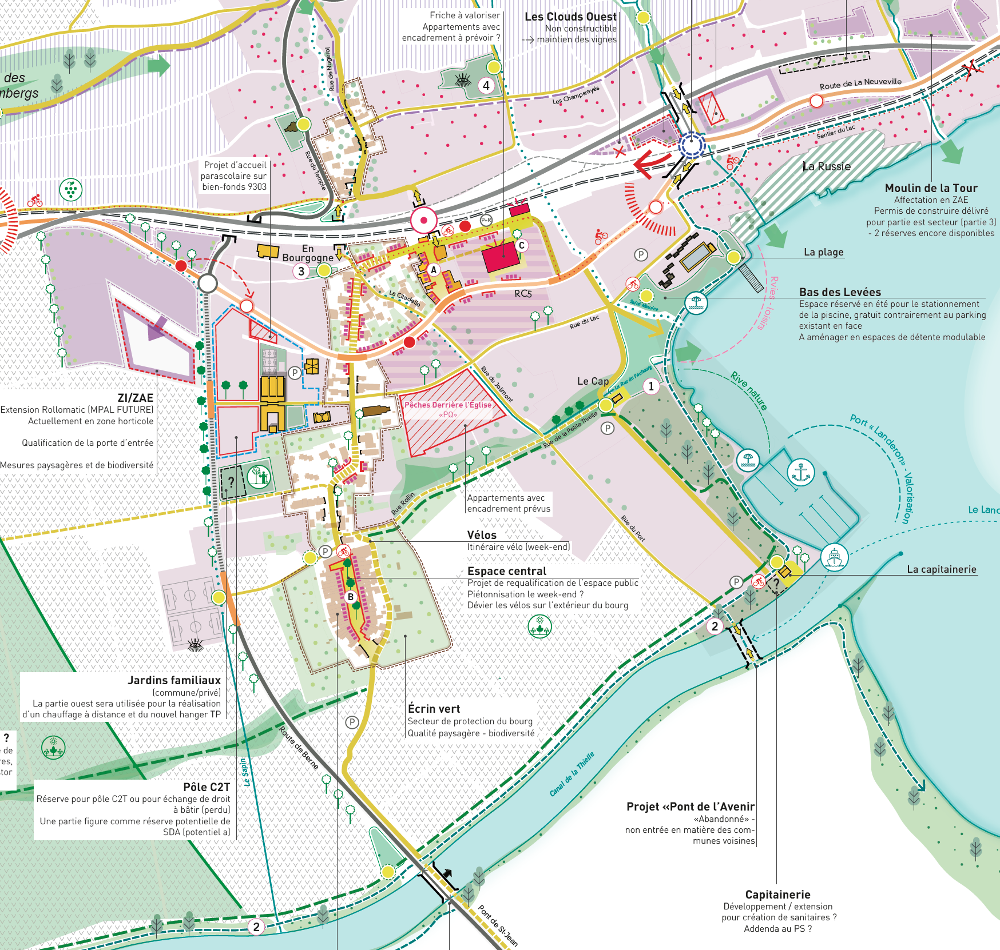 Friche à valoriser
Appartements avec
encadrement à prévoir ?
Les Clouds Ouest
Non constructible
--> maintien des vignes
des
mbergs
Rue de Nugerol
4
Les Champsrayés
?
Route de La Neuveville
Sentier du Lac
La Russie
Rue du Temple
Projet d'accueil
parascolaire sur
bien-fonds 9303
Moulin de la Tour
Affectation en ZAE
Permis de construire délivré
pour partie est secteur (partie 3)
- 2 réserves encore disponibles
P+R
C
En
Bourgogne
3
A
P
La plage
La Citadelle
RC5
Saint-Maurice
Rives - loisirs
Bas des Levées
Espace réservé en été pour le stationnement
de la piscine, gratuit contrairement au parking
existant en face
A aménager en espaces de détente modulable
Rue du Lac
P
Rue du Jolimont
Le Cap
Le Ruz du Faubourg
1
Rive nature
ZI/ZAE
Extension Rollomatic (MPAL FUTURE)
Actuellement en zone horticole
Qualification de la porte d'entrée
Mesures paysagères et de biodiversité
Pêches Derrière l'Église
«PQ»
Rue de la Petite Thielle
P
Port « Landeron» - Valorisation
?
Appartements avec
encadrement prévus
Rue Rollin
Rue du Port
Le Land
Vélos
Itinéraire vélo (week-end)
P
Espace central
Projet de requalification de l'espace public
Piétonnisation le week-end ?
Dévier les vélos sur l'extérieur du bourg
B
La capitainerie
P
?
2
Jardins familiaux
(commune/privé)
La partie ouest sera utilisée pour la réalisation
d'un chauffage à distance et du nouvel hanger TP
Écrin vert
Secteur de protection du bourg
Qualité paysagère - biodiversité
P
?
de
res,
tor
Route de Berne
Le Sapin
Canal de la Thielle
Pôle C2T
Réserve pour pôle C2T ou pour échange de droit
à bâtir (perdu)
Une partie figure comme réserve potentielle de
SDA (potentiel a)
Projet «Pont de l'Avenir
«Abandonné» -
non entrée en matière des com-
munes voisines
Capitainerie
Développement / extension
pour création de sanitaires ?
Addenda au PS ?
2
Pont de St-Jean